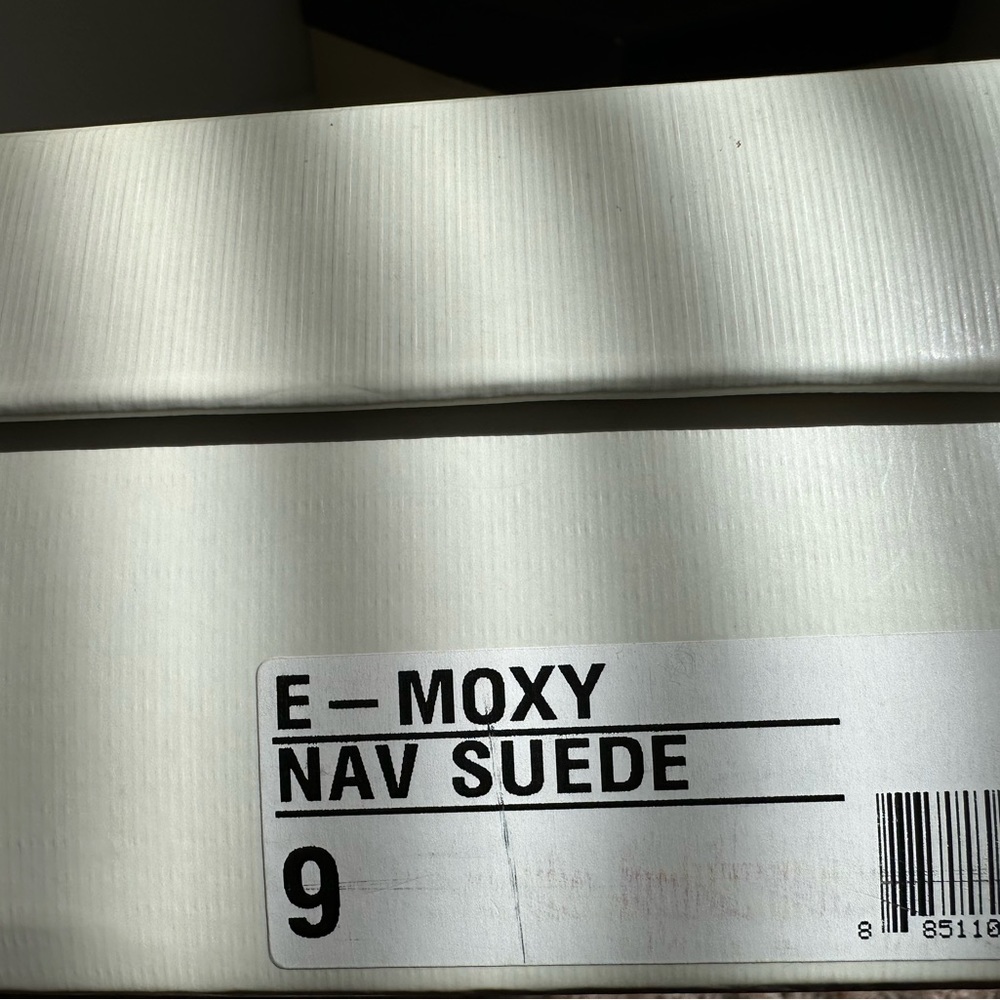 E – MOXY
NAV SUEDE
9
8 85110